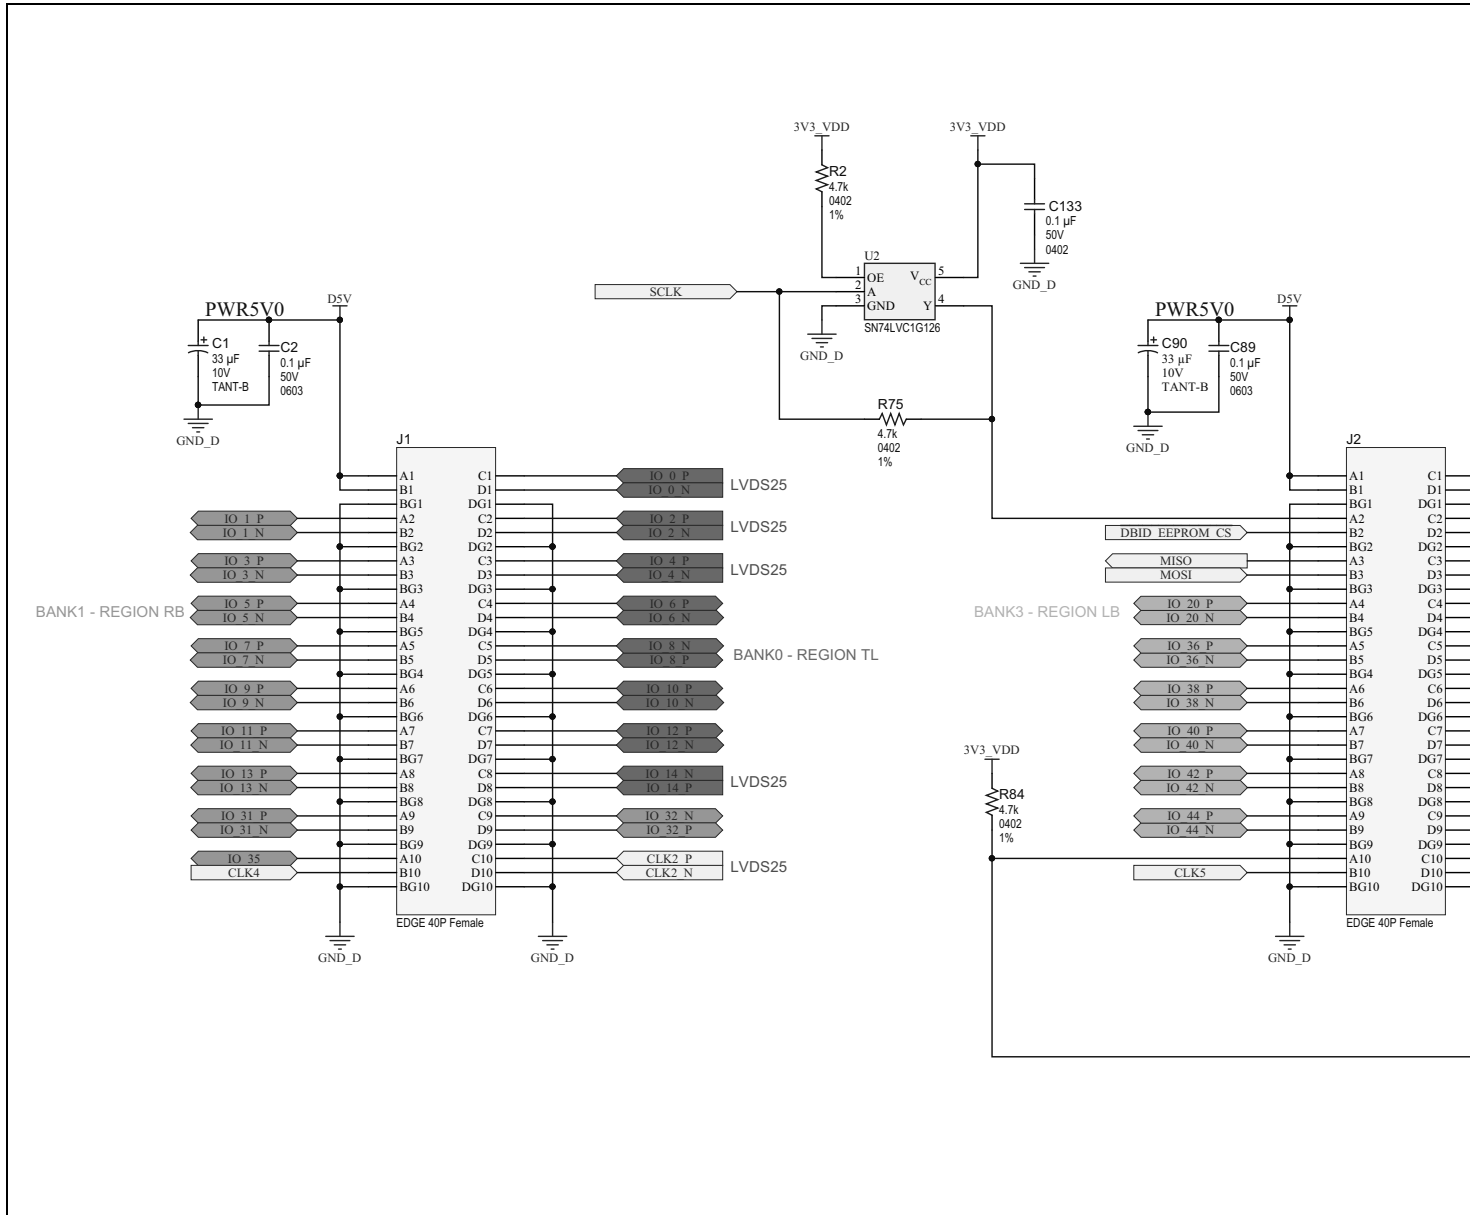 3V3_VDD
3V3_VDD
R2
4.7k
0402
1%
C133
0.1 µF
50V
0402
GND_D
U2
1 OE VCC 5
2 A
3 GND Y 4
SN74LVC1G126
SCLK
GND_D
PWR5V0
D5V
C1
33 µF
10V
TANT-B
C2
0.1 µF
50V
0603
GND_D
PWR5V0
D5V
C90
33 µF
10V
TANT-B
C89
0.1 µF
50V
0603
GND_D
R75
4.7k
0402
1%
J1
A1 C1 IO_0_P
B1 D1 IO_0_N
LVDS25
BG1 DG1
IO_1_P A2 C2 IO_2_P
IO_1_N B2 D2 IO_2_N
LVDS25
BG2 DG2
IO_3_P A3 C3 IO_4_P
IO_3_N B3 D3 IO_4_N
LVDS25
BG3 DG3
IO_5_P A4 C4 IO_6_P
BANK1 - REGION RB
IO_5_N B4 D4 IO_6_N
BG5 DG4
IO_7_P A5 C5 IO_8_N
IO_7_N B5 D5 IO_8_P
BANK0 - REGION TL
BG4 DG5
IO_9_P A6 C6 IO_10_P
IO_9_N B6 D6 IO_10_N
BG6 DG6
IO_11_P A7 C7 IO_12_P
IO_11_N B7 D7 IO_12_N
BG7 DG7
IO_13_P A8 C8 IO_14_N
IO_13_N B8 D8 IO_14_P
LVDS25
BG8 DG8
IO_31_P A9 C9 IO_32_N
IO_31_N B9 D9 IO_32_P
BG9 DG9
IO_35 A10 C10 CLK2_P
CLK4 B10 D10 CLK2_N
LVDS25
BG10 DG10
EDGE 40P Female
GND_D
GND_D
J2
A1 C1
B1 D1
BG1 DG1
A2 C2
DBID_EEPROM_CS B2 D2
BG2 DG2
MISO A3 C3
MOSI B3 D3
BG3 DG3
IO_20_P A4 C4
BANK3 - REGION LB
IO_20_N B4 D4
BG5 DG4
IO_36_P A5 C5
IO_36_N B5 D5
BG4 DG5
IO_38_P A6 C6
IO_38_N B6 D6
BG6 DG6
IO_40_P A7 C7
IO_40_N B7 D7
BG7 DG7
IO_42_P A8 C8
IO_42_N B8 D8
BG8 DG8
IO_44_P A9 C9
IO_44_N B9 D9
BG9 DG9
A10 C10
CLK5 B10 D10
BG10 DG10
EDGE 40P Female
GND_D
3V3_VDD
R84
4.7k
0402
1%